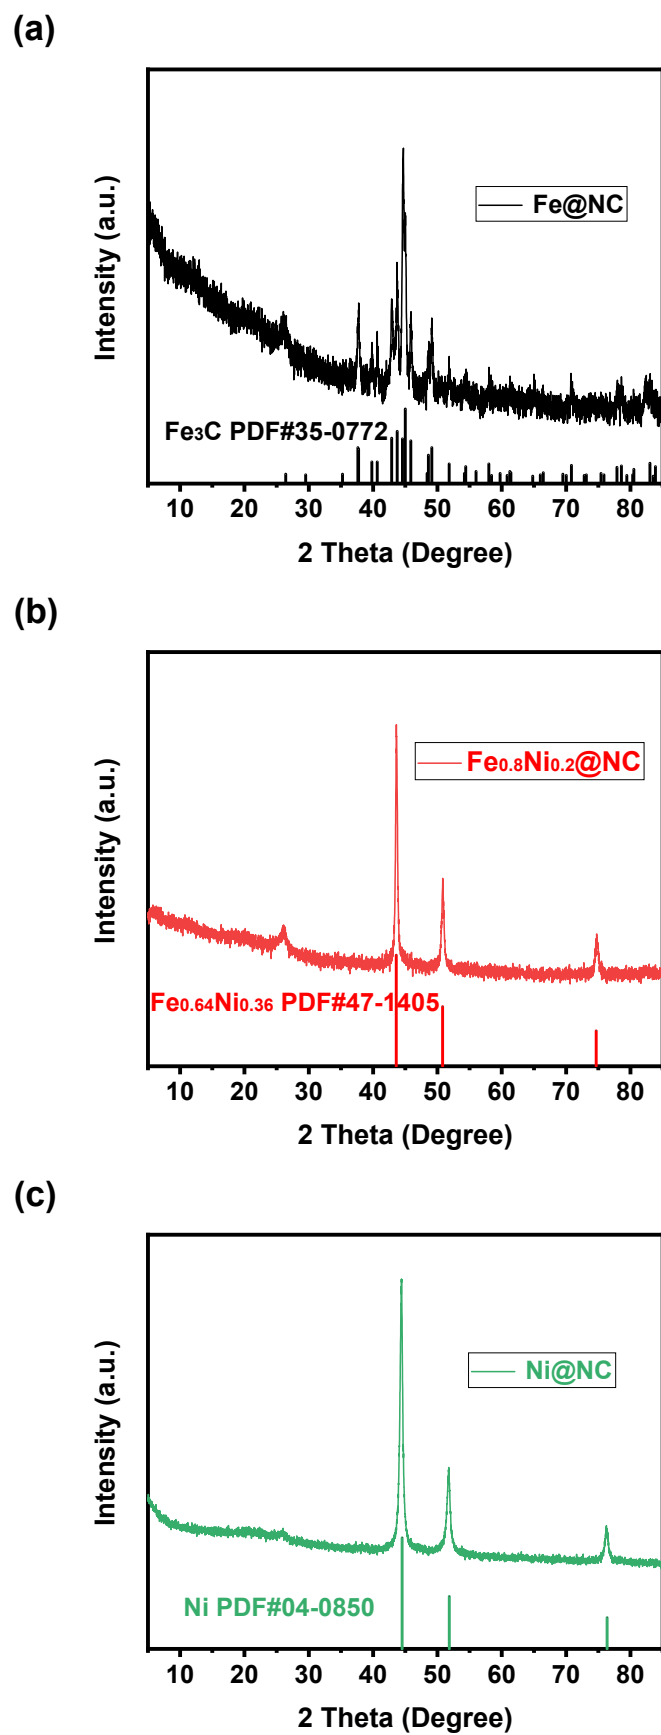 (a)
Intensity (a.u.)
Fe@NC
Fe₃C PDF#35-0772
10 20 30 40 50 60 70 80
2 Theta (Degree)
(b)
Intensity (a.u.)
Fe₀.₈Ni₀.₂@NC
Fe₀.₆₄Ni₀.₃₆ PDF#47-1405
10 20 30 40 50 60 70 80
2 Theta (Degree)
(c)
Intensity (a.u.)
Ni@NC
Ni PDF#04-0850
10 20 30 40 50 60 70 80
2 Theta (Degree)